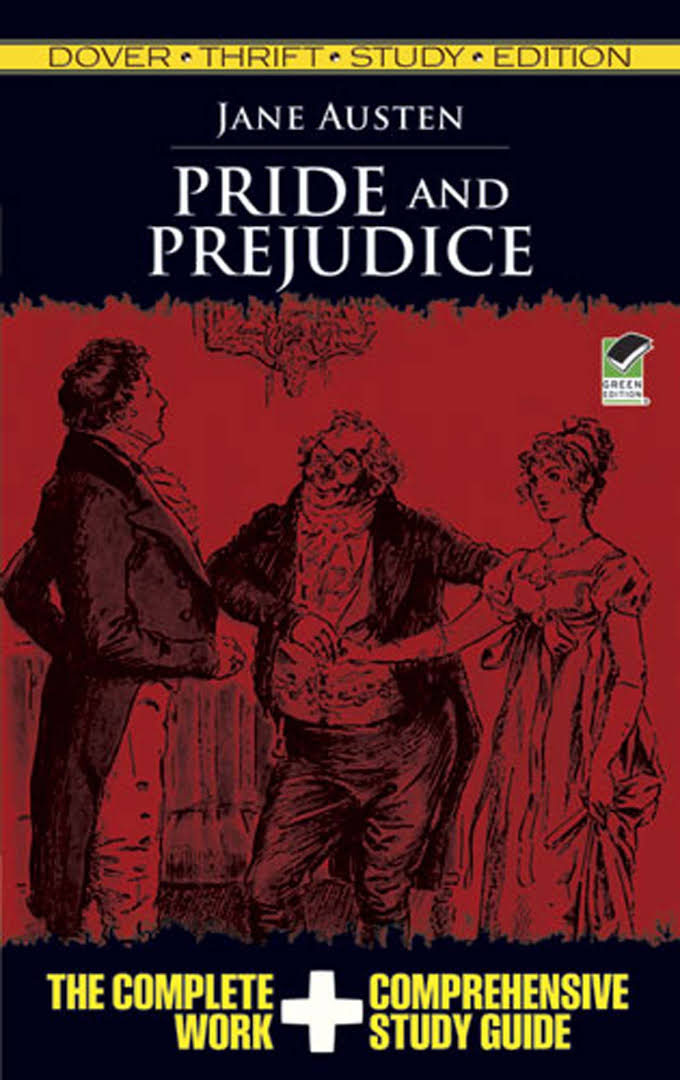 DOVER • THRIFT • STUDY • EDITION
JANE AUSTEN
PRIDE AND
PREJUDICE
GREEN
EDITION®
THE COMPLETE
WORK
COMPREHENSIVE
STUDY GUIDE